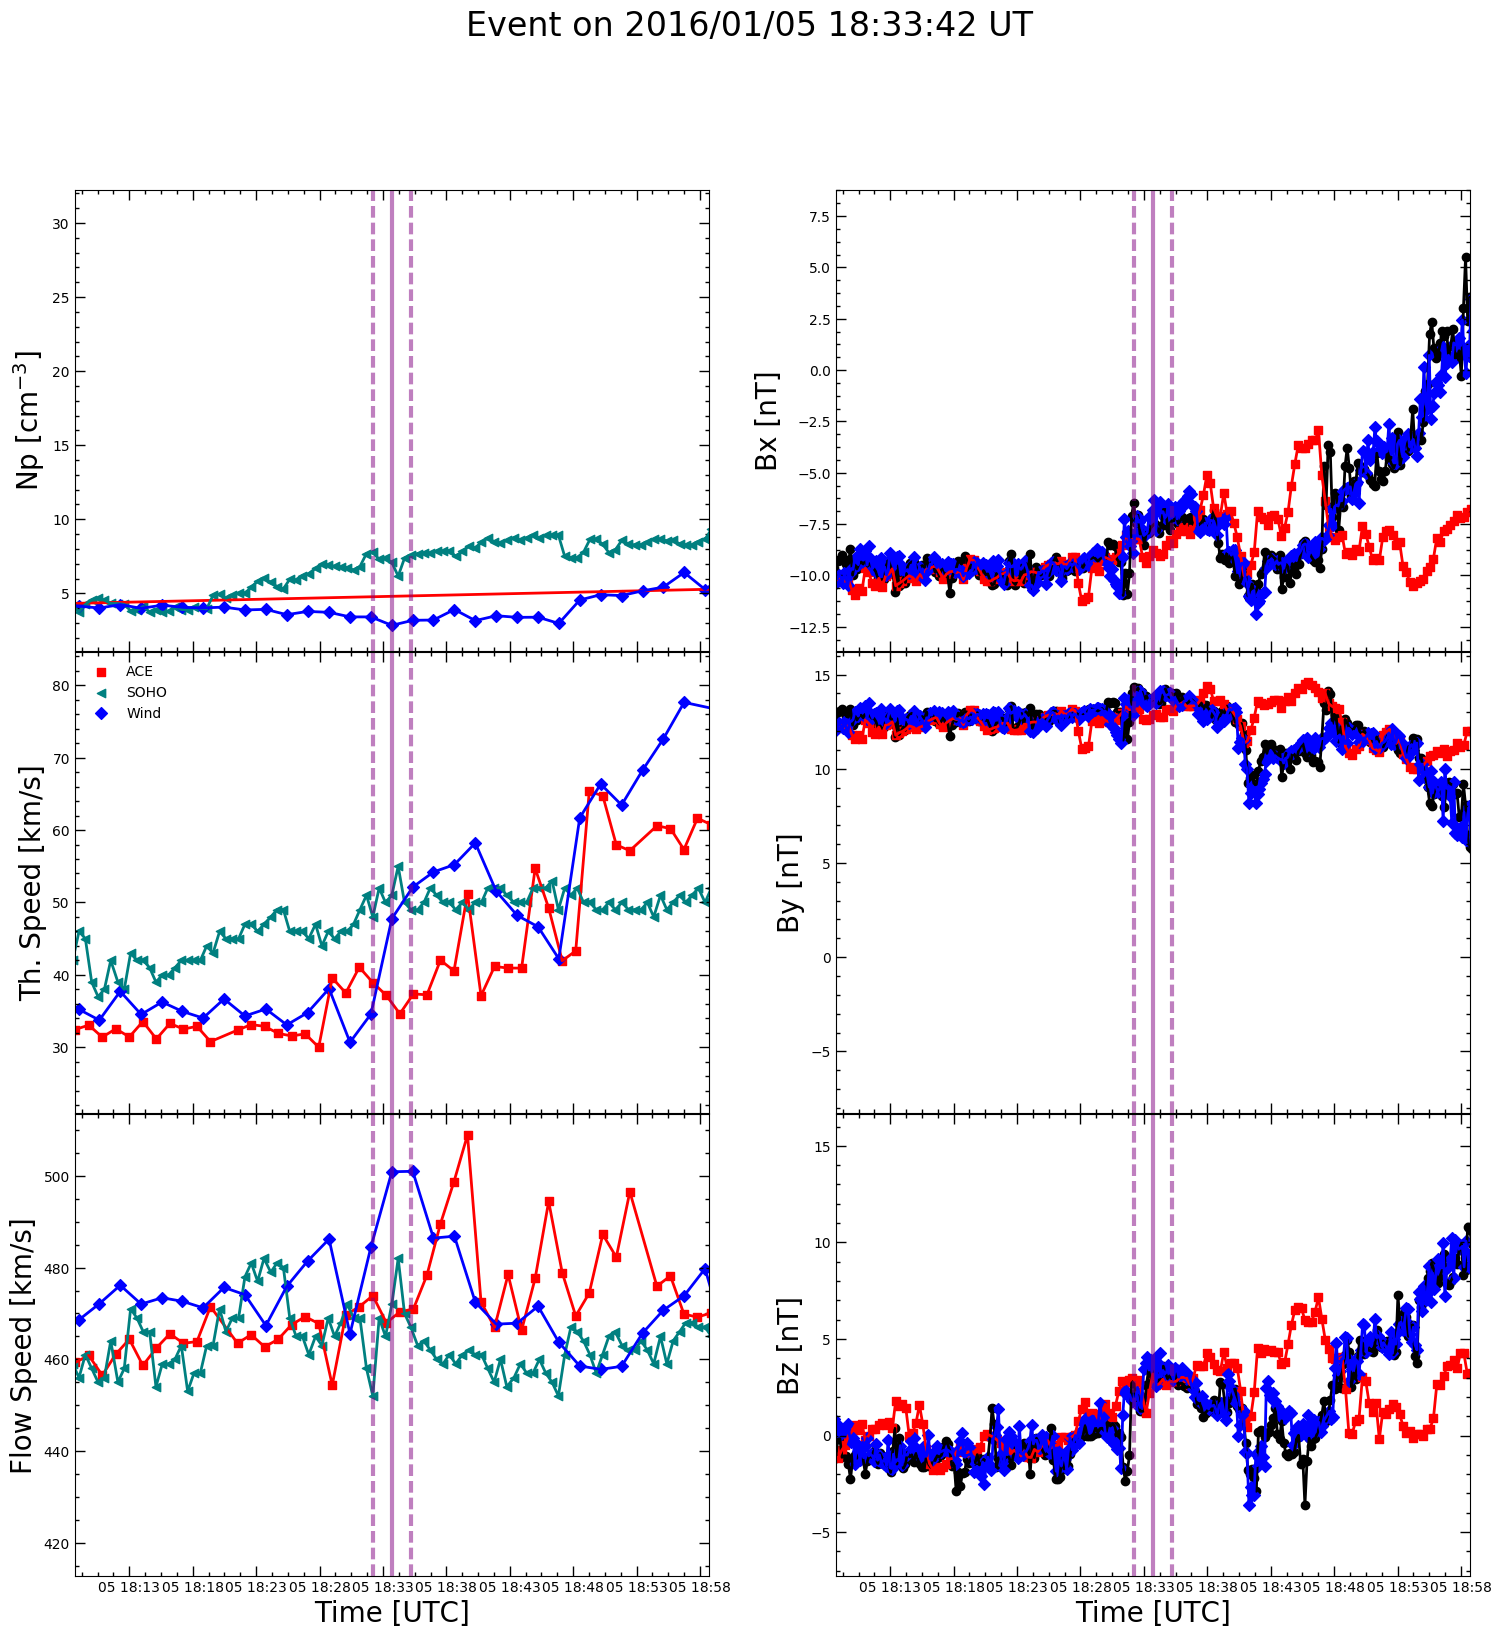 Event on 2016/01/05 18:33:42 UT
30
25
20
15
10
5
Np [cm⁻³]
7.5
5.0
2.5
0.0
−2.5
−5.0
−7.5
−10.0
−12.5
Bx [nT]
ACE
SOHO
Wind
80
70
60
50
40
30
Th. Speed [km/s]
15
10
5
0
−5
By [nT]
500
480
460
440
420
Flow Speed [km/s]
15
10
5
0
−5
Bz [nT]
05 18:13 05 18:18 05 18:23 05 18:28 05 18:33 05 18:38 05 18:43 05 18:48 05 18:53 05 18:58
Time [UTC]
05 18:13 05 18:18 05 18:23 05 18:28 05 18:33 05 18:38 05 18:43 05 18:48 05 18:53 05 18:58
Time [UTC]